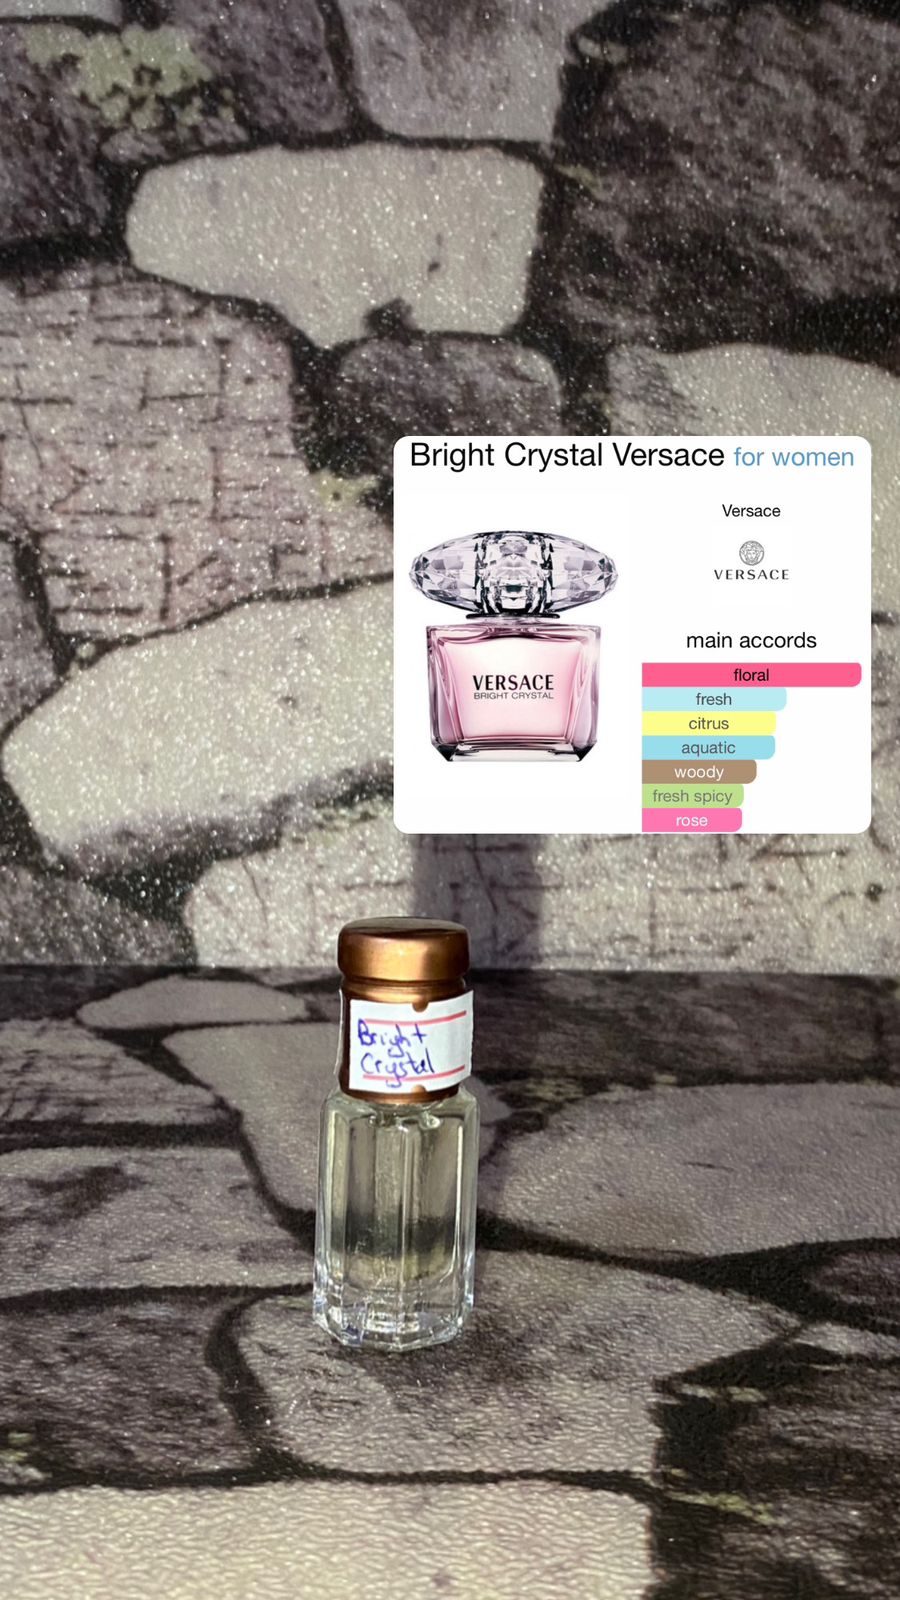 Bright Crystal Versace for women
Versace
VERSACE
main accords
floral
fresh
citrus
aquatic
woody
fresh spicy
rose
VERSACE
BRIGHT CRYSTAL
Bright
Crystal